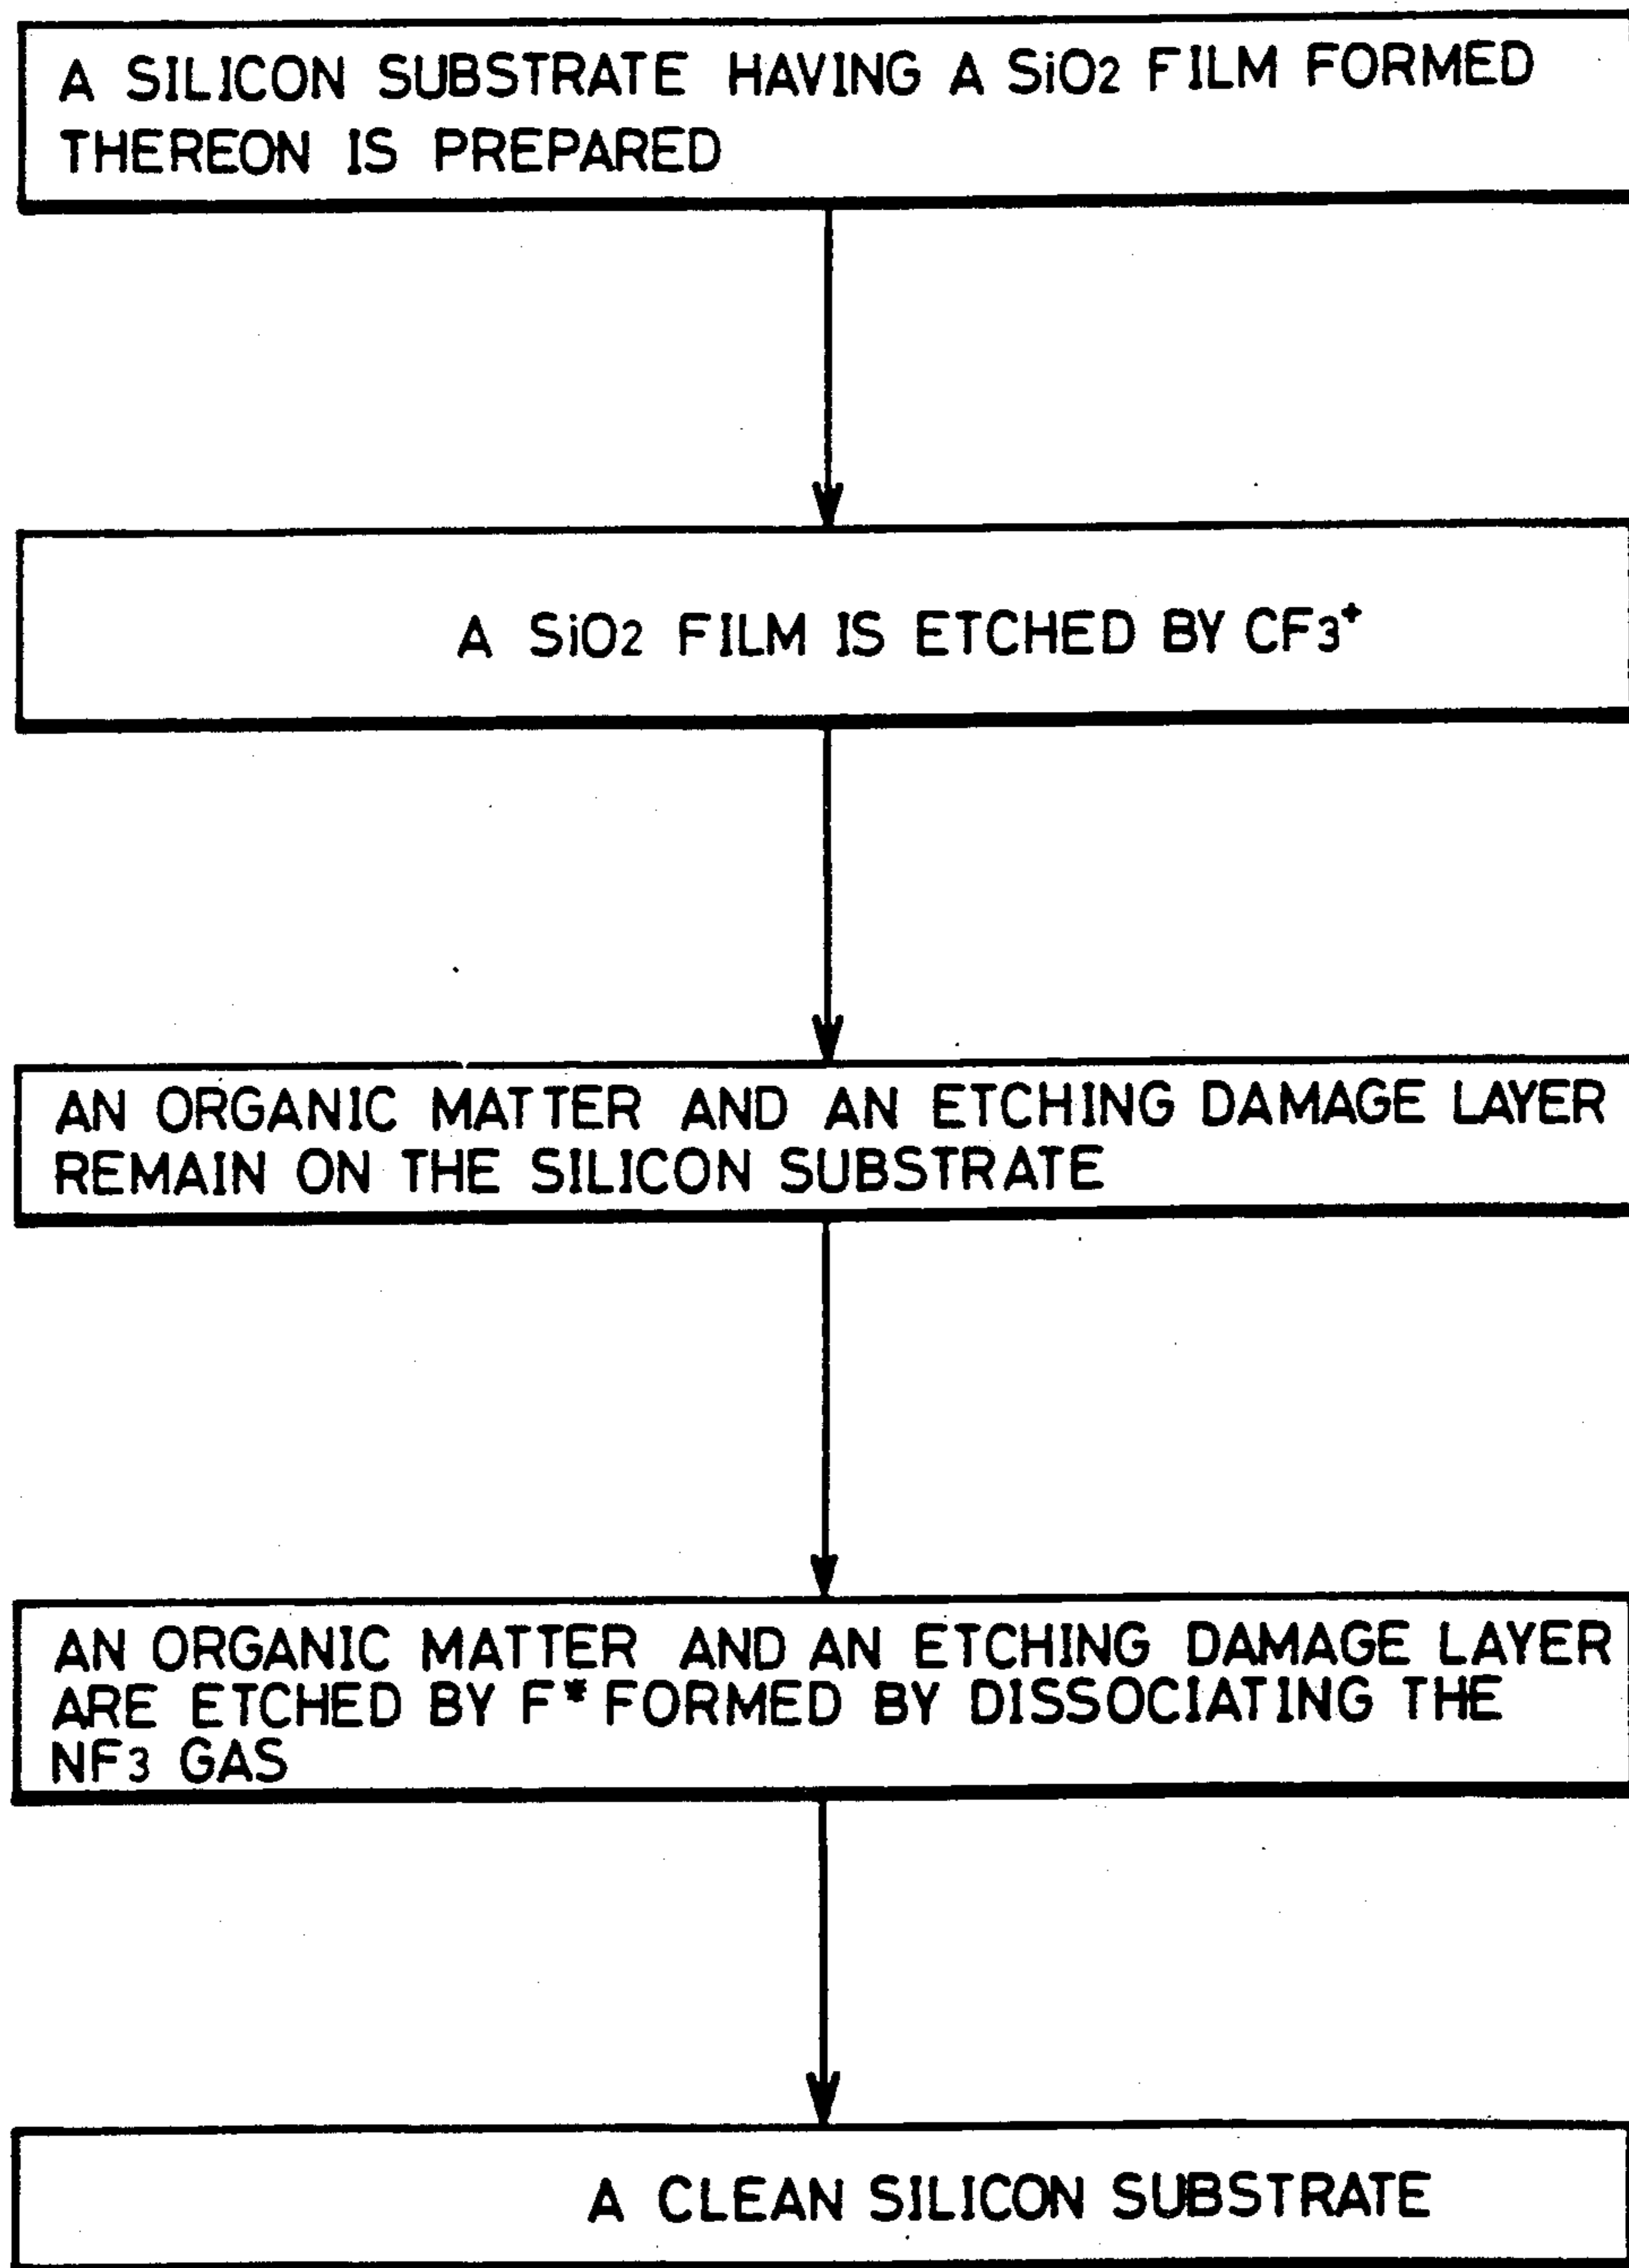 A SILICON SUBSTRATE HAVING A SiO2 FILM FORMED
THEREON IS PREPARED
A SiO2 FILM IS ETCHED BY CF3+
AN ORGANIC MATTER AND AN ETCHING DAMAGE LAYER
REMAIN ON THE SILICON SUBSTRATE
AN ORGANIC MATTER AND AN ETCHING DAMAGE LAYER
ARE ETCHED BY F* FORMED BY DISSOCIATING THE
NF3 GAS
A CLEAN SILICON SUBSTRATE